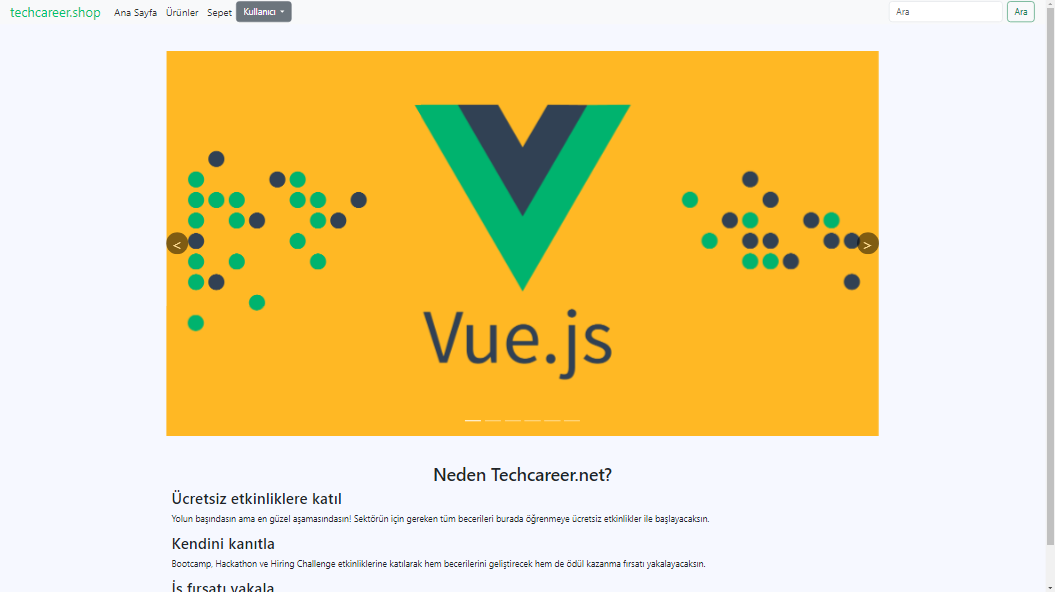 techcareer.shop Ana Sayfa Ürünler Sepet Kullanıcı Ara Ara
< >
Vue.js
Neden Techcareer.net?
Ücretsiz etkinliklere katıl
Yolun başındasın ama en güzel aşamasındasın! Sektörün için gereken tüm becerileri burada öğrenmeye ücretsiz etkinlikler ile başlayacaksın.
Kendini kanıtla
Bootcamp, Hackathon ve Hiring Challenge etkinliklerine katılarak hem becerilerini geliştirecek hem de ödül kazanma fırsatı yakalayacaksın.
İş fırsatı yakala